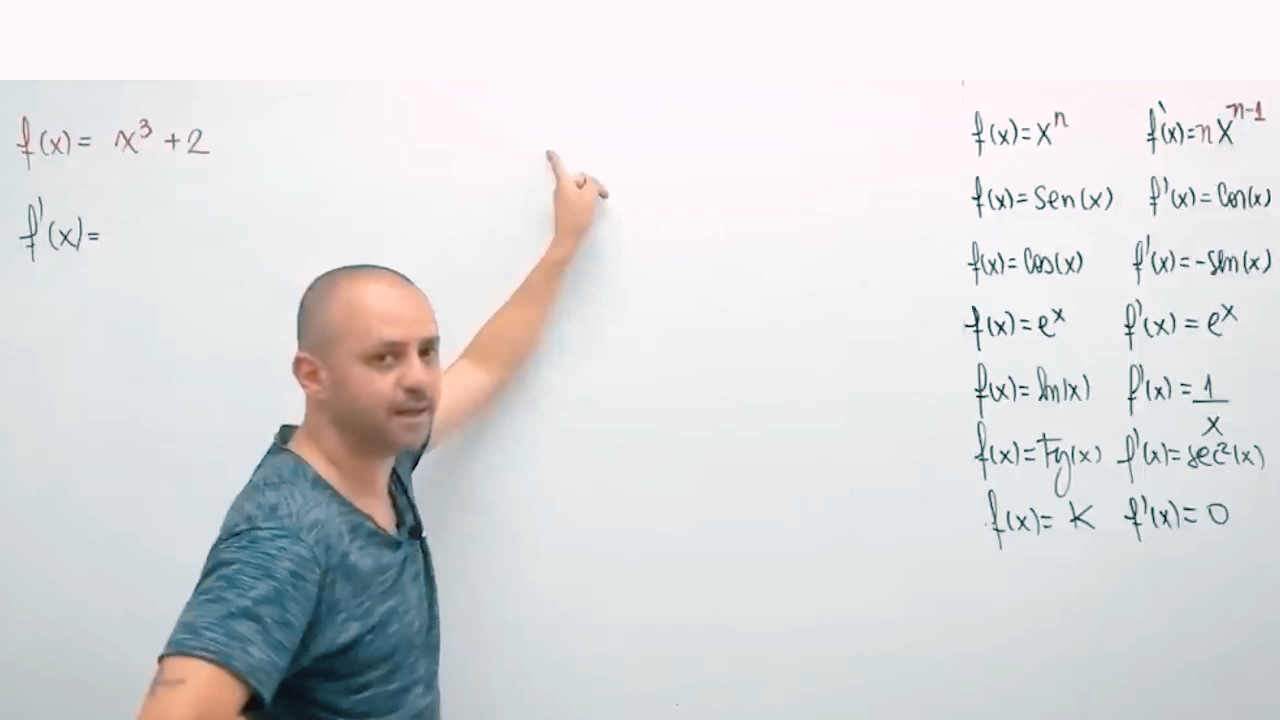 f(x) = x³ + 2
f'(x) =
f(x) = xⁿ f'(x) = n xⁿ⁻¹
f(x) = Sen(x) f'(x) = Cos(x)
f(x) = Cos(x) f'(x) = -Sen(x)
f(x) = eˣ f'(x) = eˣ
f(x) = ln(x) f'(x) = 1/x
f(x) = Tg(x) f'(x) = sec²(x)
f(x) = K f'(x) = 0